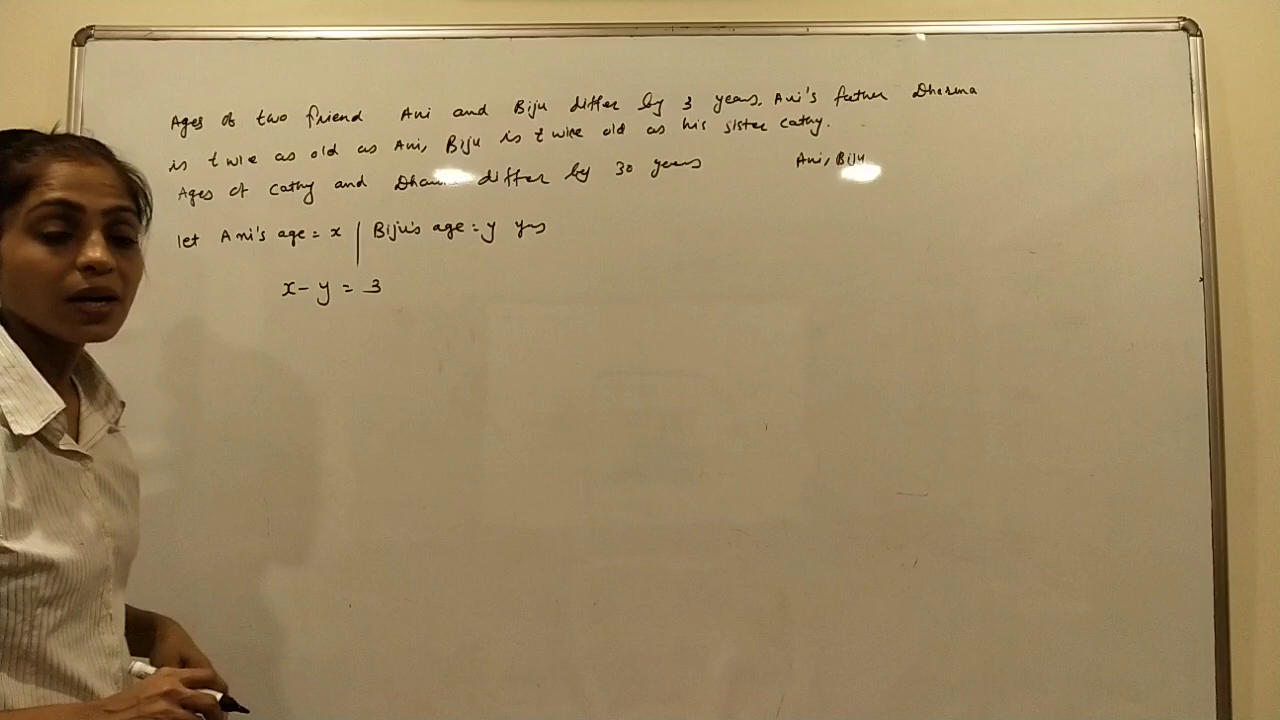 Ages of two friend Ani and Biju differ by 3 years. Ani's father Dharma
is twice as old as Ani, Biju is twice old as his sister Cathy.
Ages of Cathy and differ by 30 years Ani, Biju
let Ani's age = x | Biju's age = y yrs
x - y = 3